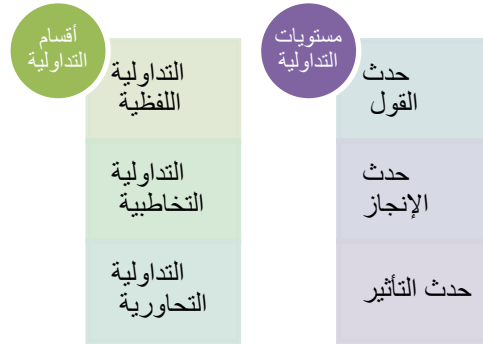 مستويات
التداولية
حدث
القول
حدث
الإنجاز
حدث التأثير
أقسام
التداولية
التداولية
اللفظية
التداولية
التخاطبية
التداولية
التحاورية